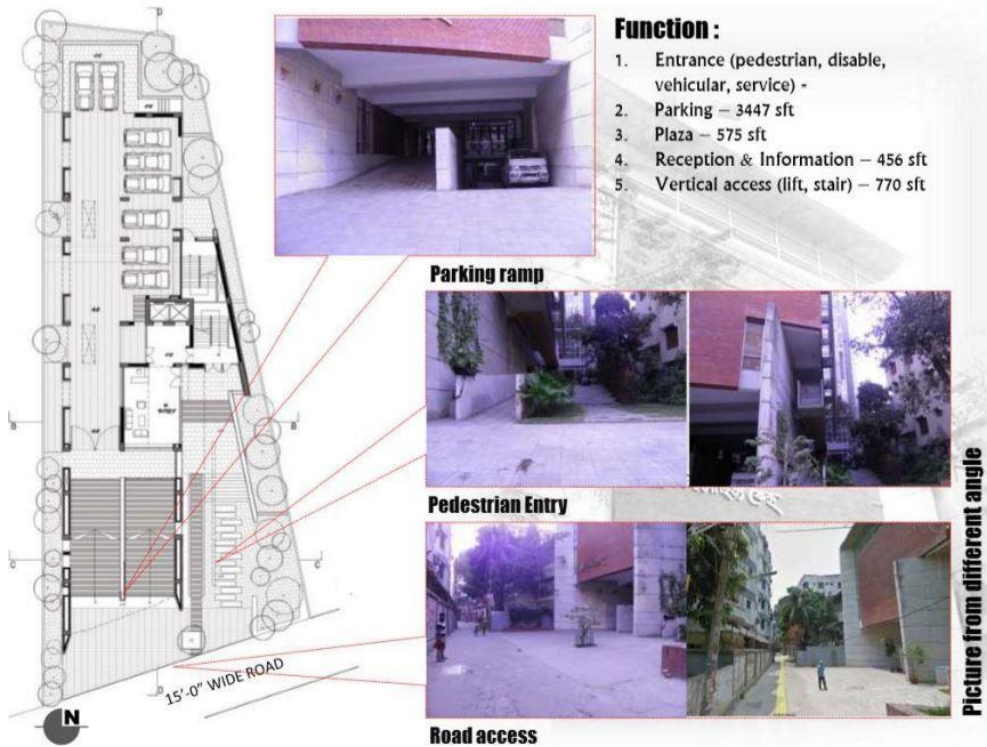 Function :
1. Entrance (pedestrian, disable,
vehicular, service) -
2. Parking – 3447 sft
3. Plaza – 575 sft
4. Reception & Information – 456 sft
5. Vertical access (lift, stair) – 770 sft
Parking ramp
Pedestrian Entry
Road access
Picture from different angle
D
B
B
C
C
D
15'-0" WIDE ROAD
N